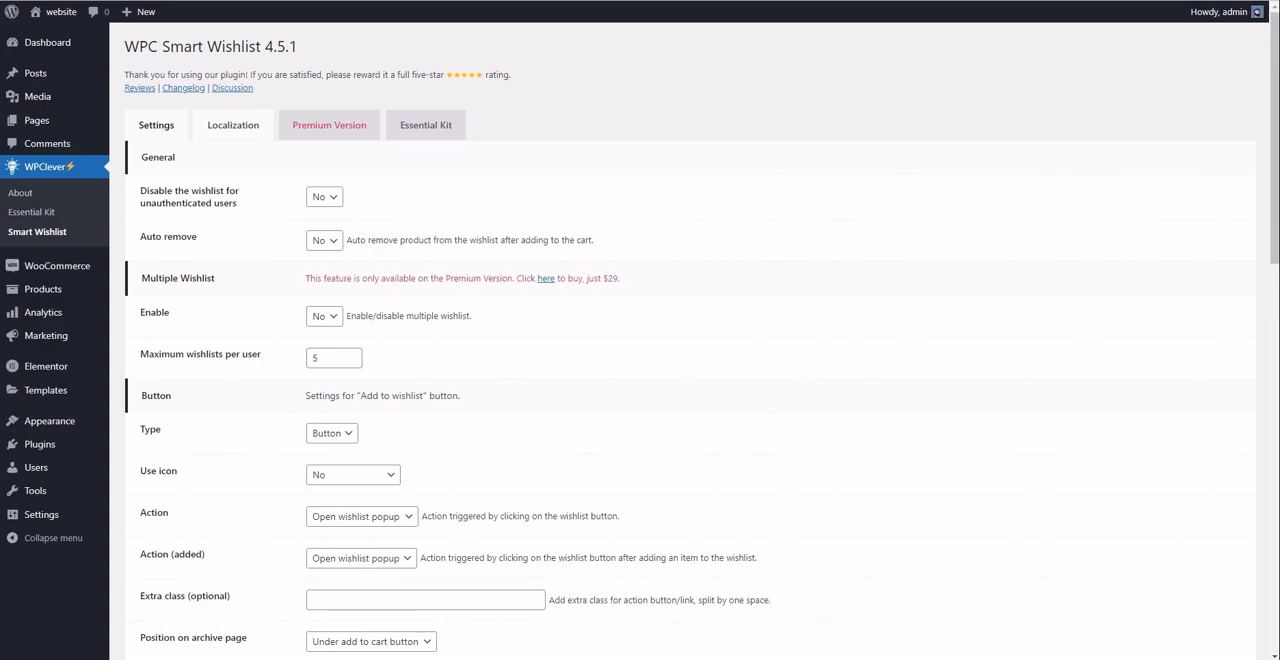 website
0
New
Howdy, admin
Dashboard
Posts
Media
Pages
Comments
WPClever⚡
About
Essential Kit
Smart Wishlist
WooCommerce
Products
Analytics
Marketing
Elementor
Templates
Appearance
Plugins
Users
Tools
Settings
Collapse menu
WPC Smart Wishlist 4.5.1
Thank you for using our plugin! If you are satisfied, please reward it a full five-star ★★★★★ rating.
Reviews | Changelog | Discussion
Settings Localization Premium Version Essential Kit
General
Disable the wishlist for
unauthenticated users
No
Auto remove
No Auto remove product from the wishlist after adding to the cart.
Multiple Wishlist This feature is only available on the Premium Version. Click here to buy, just $29.
Enable
No Enable/disable multiple wishlist.
Maximum wishlists per user
5
Button Settings for "Add to wishlist" button.
Type
Button
Use icon
No
Action
Open wishlist popup Action triggered by clicking on the wishlist button.
Action (added)
Open wishlist popup Action triggered by clicking on the wishlist button after adding an item to the wishlist.
Extra class (optional)
Add extra class for action button/link, split by one space.
Position on archive page
Under add to cart button